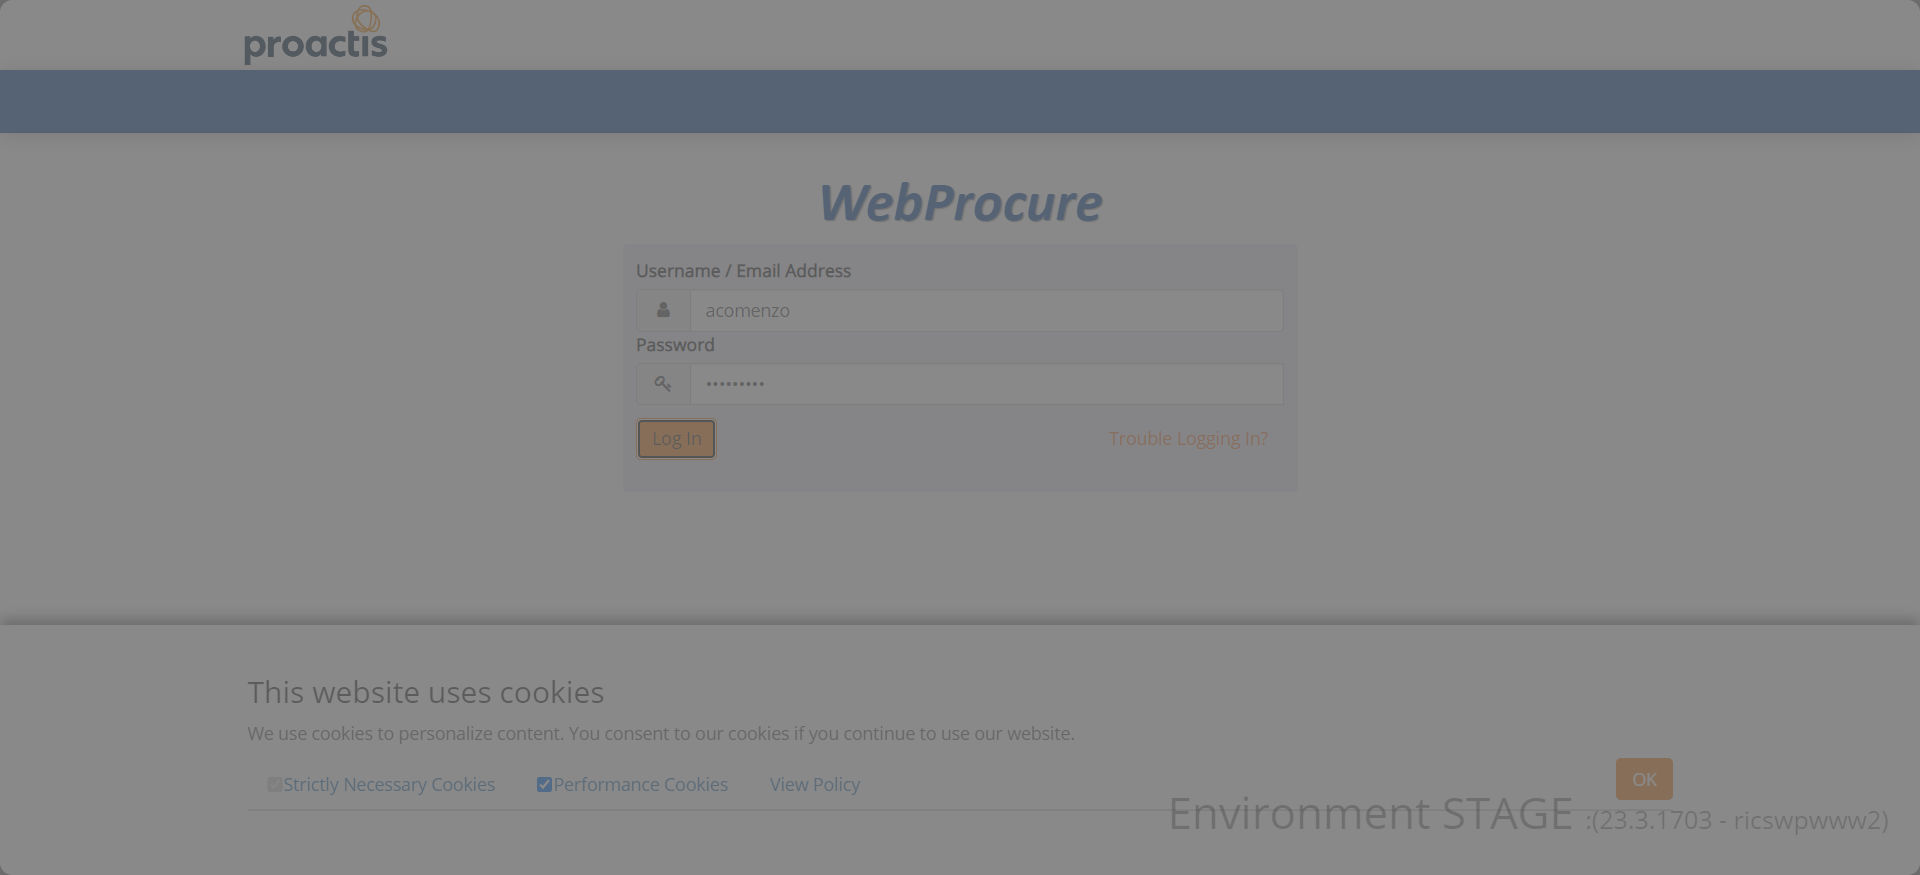 proactis
WebProcure
Username / Email Address
acomenzo
Password
•••••••••
Log In
Trouble Logging In?
This website uses cookies
We use cookies to personalize content. You consent to our cookies if you continue to use our website.
Strictly Necessary Cookies
Performance Cookies
View Policy
OK
Environment STAGE :(23.3.1703 - ricswpwww2)